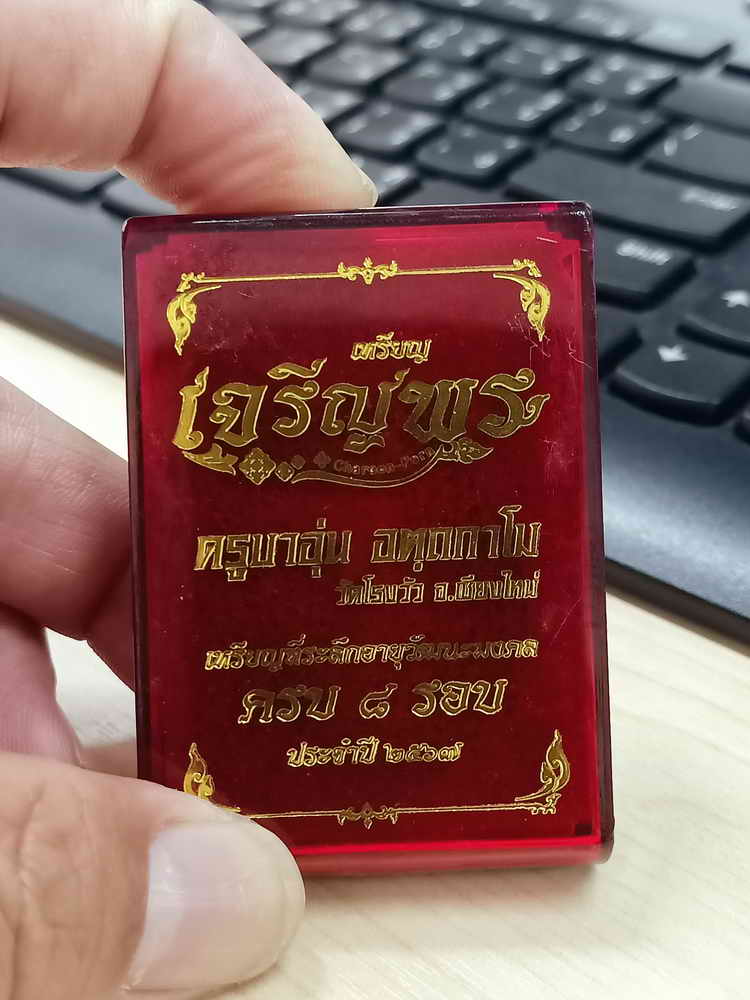 เหรียญ
เจริญพร
Charoen-Porn
ครูบาอุ่น อตฺถกาโม
วัดโรงวัว จ.เชียงใหม่
เหรียญที่ระลึกอายุวัฒนะมงคล
ครบ ๘ รอบ
ประจำปี ๒๕๖๗
Shift